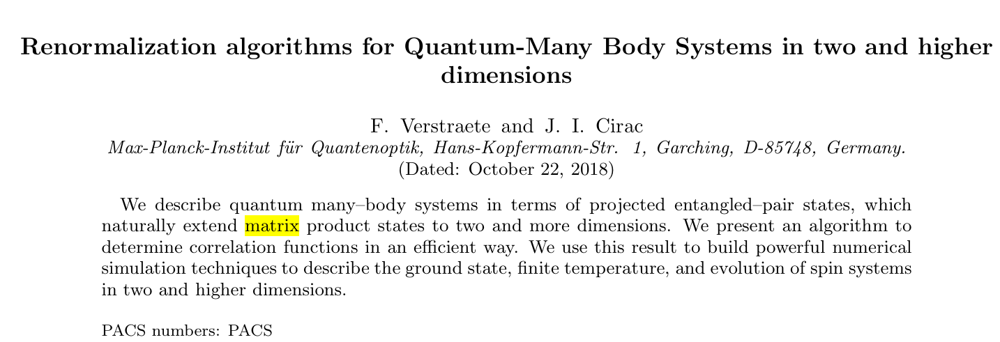 Renormalization algorithms for Quantum-Many Body Systems in two and higher
dimensions
F. Verstraete and J. I. Cirac
Max-Planck-Institut für Quantenoptik, Hans-Kopfermann-Str. 1, Garching, D-85748, Germany.
(Dated: October 22, 2018)
We describe quantum many–body systems in terms of projected entangled–pair states, which
naturally extend matrix product states to two and more dimensions. We present an algorithm to
determine correlation functions in an efficient way. We use this result to build powerful numerical
simulation techniques to describe the ground state, finite temperature, and evolution of spin systems
in two and higher dimensions.
PACS numbers: PACS